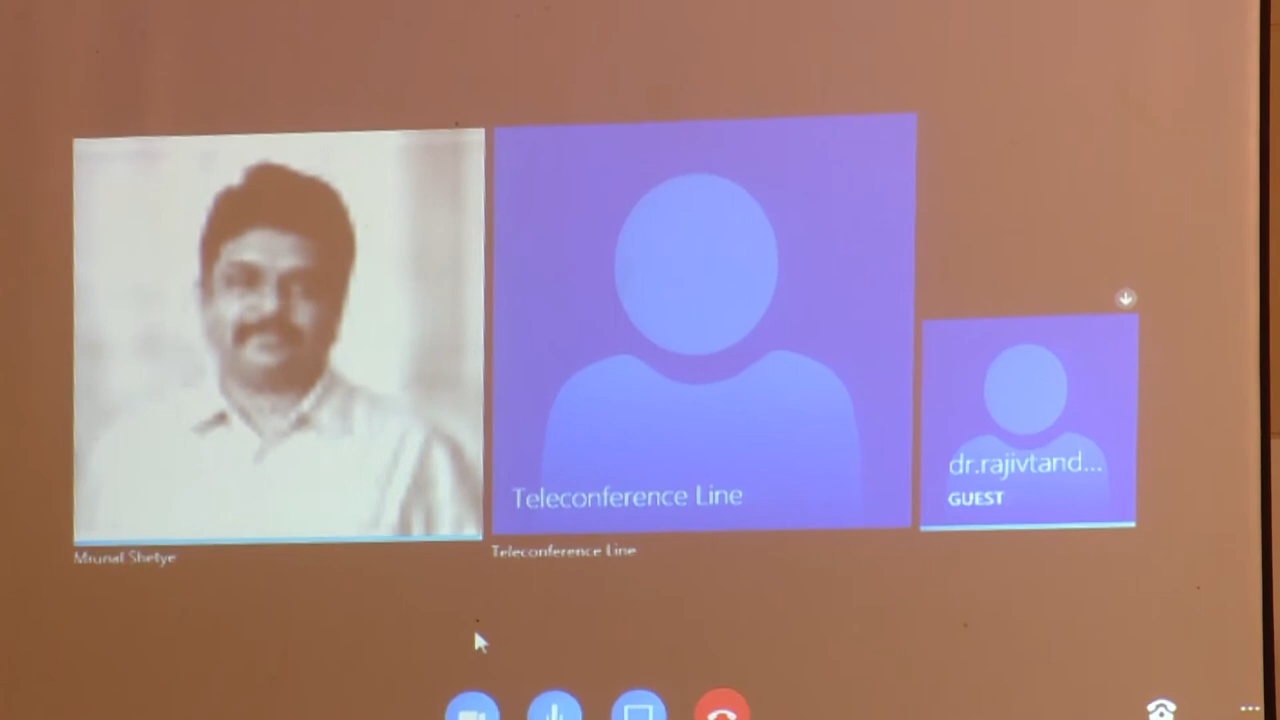 Teleconference Line
dr.rajivtand...
GUEST
Mrunal Shetye
Teleconference Line